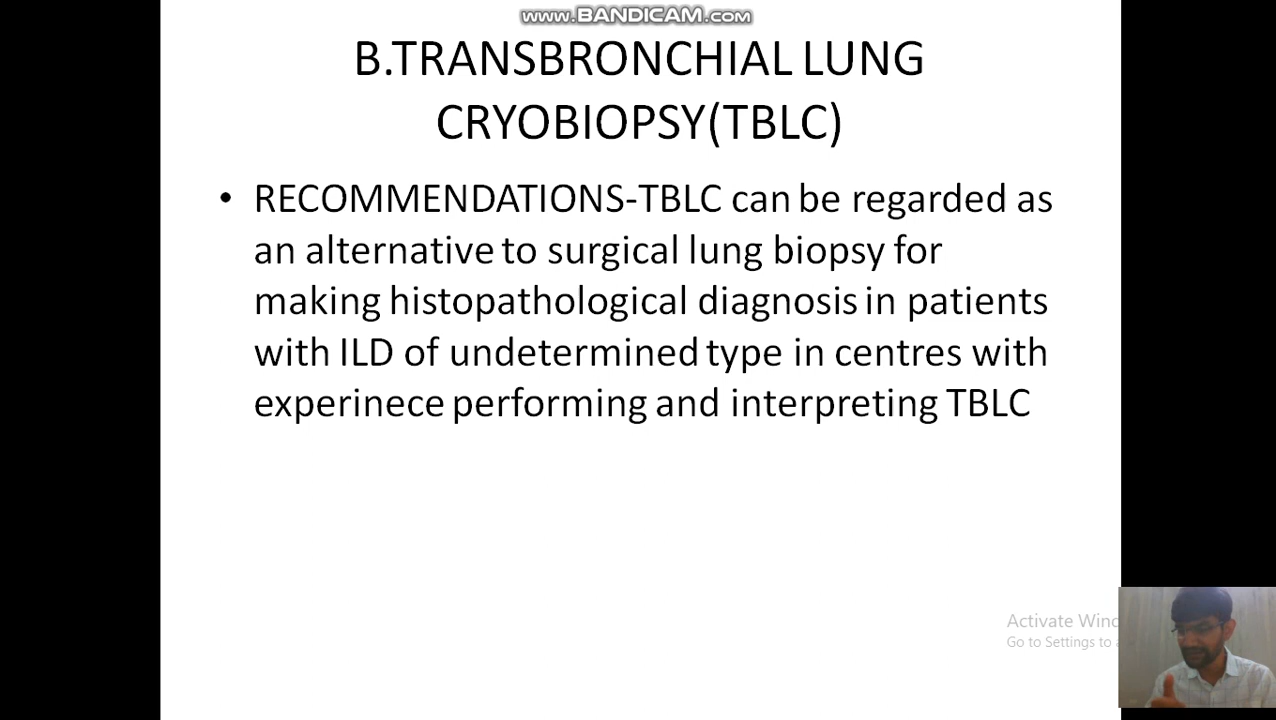 www.BANDICAM.com
B.TRANSBRONCHIAL LUNG
CRYOBIOPSY(TBLC)
• RECOMMENDATIONS-TBLC can be regarded as
an alternative to surgical lung biopsy for
making histopathological diagnosis in patients
with ILD of undetermined type in centres with
experinece performing and interpreting TBLC
Activate Wind
Go to Settings to a